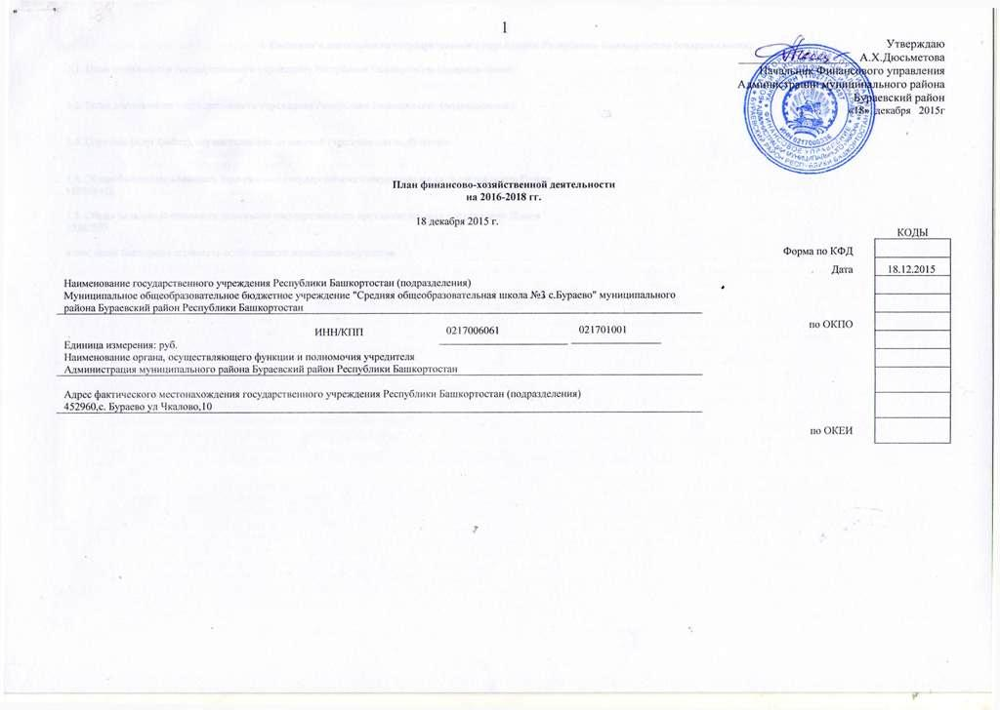 1
Утверждаю
А.Х.Дюсьметова
Начальник Финансового управления
Администрации муниципального района
Бураевский район
«18» декабря 2015г
План финансово-хозяйственной деятельности
на 2016-2018 гг.
18 декабря 2015 г.
КОДЫ
Форма по КФД
Дата 18.12.2015
Наименование государственного учреждения Республики Башкортостан (подразделения)
Муниципальное общеобразовательное бюджетное учреждение "Средняя общеобразовательная школа №3 с.Бураево" муниципального
района Бураевский район Республики Башкортостан
по ОКПО
ИНН/КПП 0217006061 021701001
Единица измерения: руб.
Наименование органа, осуществляющего функции и полномочия учредителя
Администрация муниципального района Бураевский район Республики Башкортостан
Адрес фактического местонахождения государственного учреждения Республики Башкортостан (подразделения)
452960,с. Бураево ул Чкалово,10
по ОКЕИ